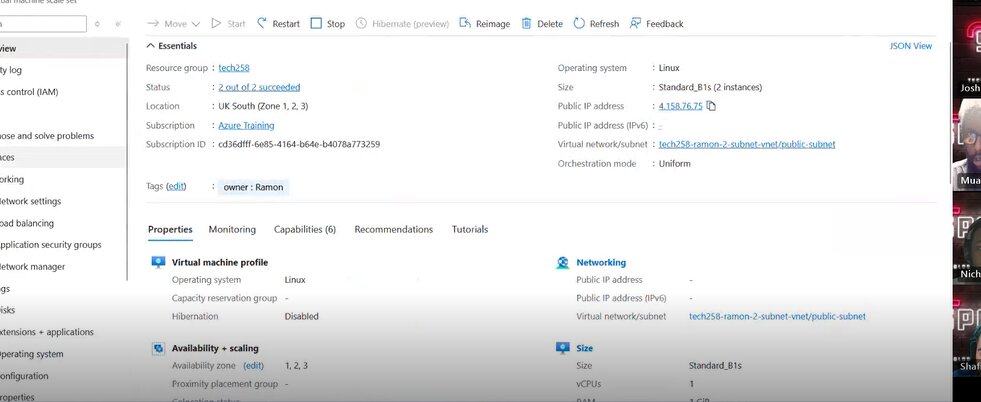 Move Start Restart Stop Hibernate (preview) Reimage Delete Refresh Feedback
view
Essentials
JSON View
ty log
Resource group : tech258
Operating system : Linux
s control (IAM)
Status : 2 out of 2 succeeded
Size : Standard_B1s (2 instances)
Location : UK South (Zone 1, 2, 3)
Public IP address : 4.158.76.75
Subscription : Azure Training
Public IP address (IPv6) : -
nose and solve problems
Subscription ID : cd36dfff-6e85-4164-b64e-b4078a773259
Virtual network/subnet : tech258-ramon-2-subnet-vnet/public-subnet
Orchestration mode : Uniform
ces
orking
Tags (edit) : owner : Ramon
etwork settings
oad balancing
Properties Monitoring Capabilities (6) Recommendations Tutorials
pplication security groups
etwork manager
Virtual machine profile
Operating system Linux
Capacity reservation group -
Hibernation Disabled
Networking
Public IP address -
Public IP address (IPv6) -
Virtual network/subnet tech258-ramon-2-subnet-vnet/public-subnet
gs
isks
xtensions + applications
perating system
onfiguration
roperties
Availability + scaling
Availability zone (edit) 1, 2, 3
Proximity placement group -
Colocation status
Size
Size Standard_B1s
vCPUs 1
RAM 1 GiB
Josh
Mua
Nich
Shaf